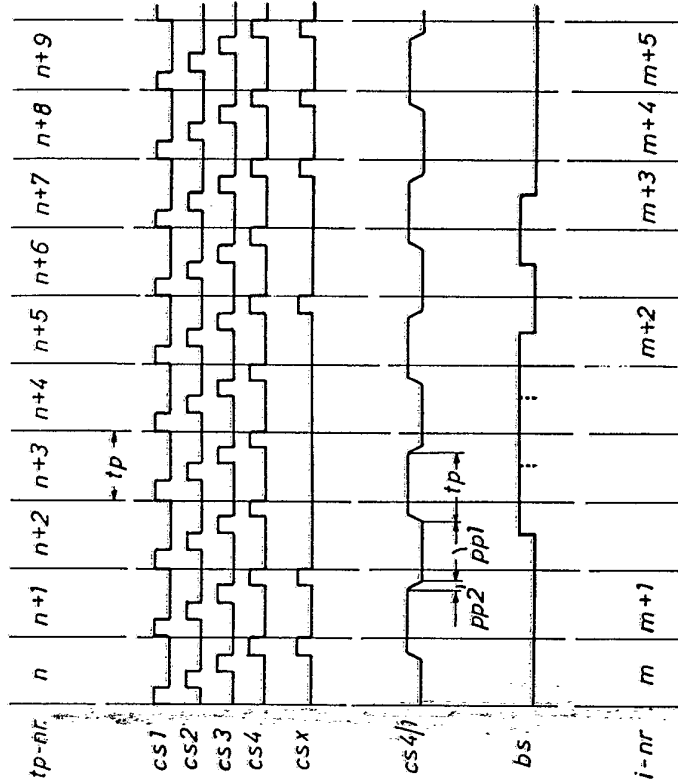 tp-nr. n n+1 n+2 n+3 n+4 n+5 n+6 n+7 n+8 n+9
tp
cs1
cs2
cs3
cs4
csx
cs4/1
pp2 pp1 tp
bs.
i-nr m m+1 m+2 m+3 m+4 m+5